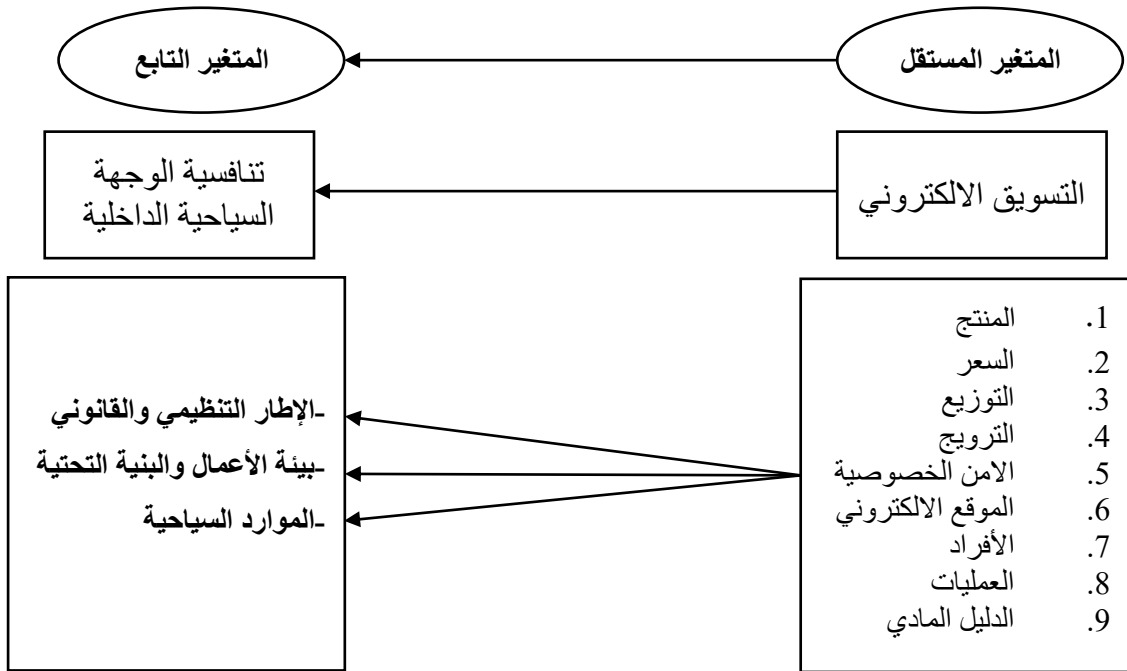 المتغير المستقل
المتغير التابع
التسويق الالكتروني
تنافسية الوجهة
السياحية الداخلية
1. المنتج
2. السعر
3. التوزيع
4. الترويج
5. الامن الخصوصية
6. الموقع الالكتروني
7. الأفراد
8. العمليات
9. الدليل المادي
-الإطار التنظيمي والقانوني
-بيئة الأعمال والبنية التحتية
-الموارد السياحية